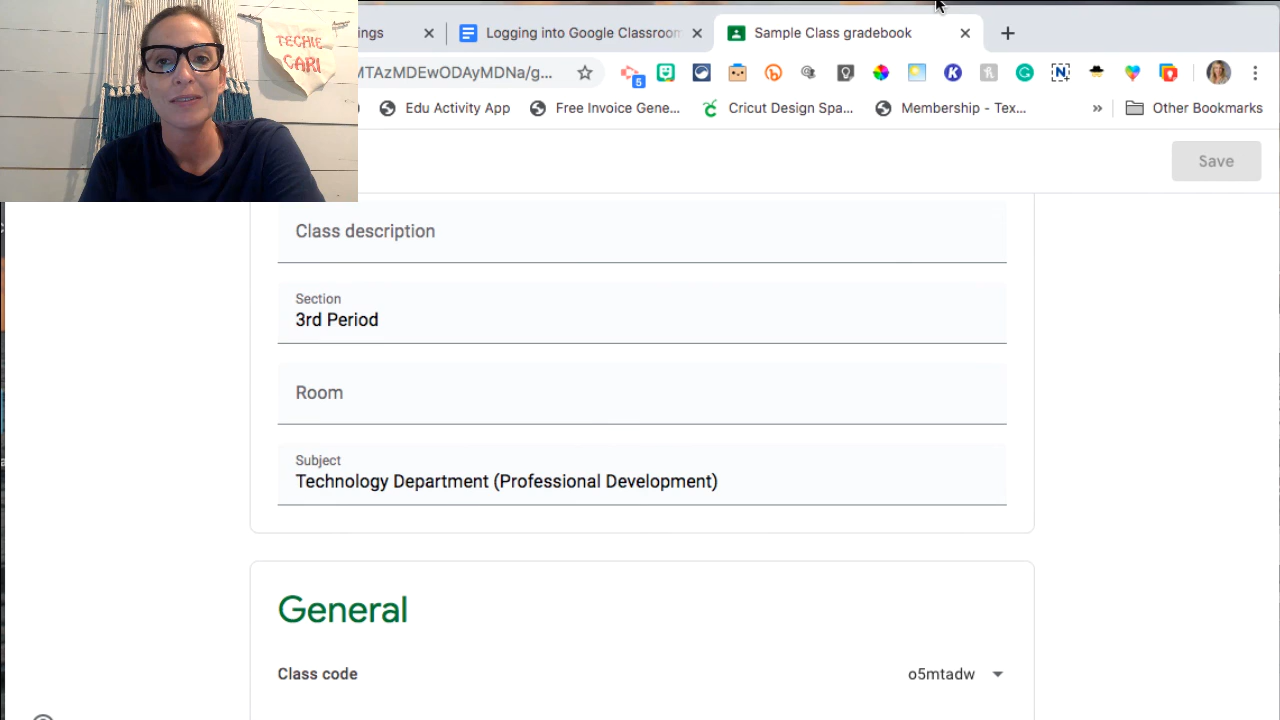 TECHIE
CARI
ings
Logging into Google Classroom
Sample Class gradebook
MTAzMDEwODAyMDNa/g...
5
Edu Activity App
Free Invoice Gene...
Cricut Design Spa...
Membership - Tex...
»
Other Bookmarks
Save
Class description
Section
3rd Period
Room
Subject
Technology Department (Professional Development)
General
Class code
o5mtadw